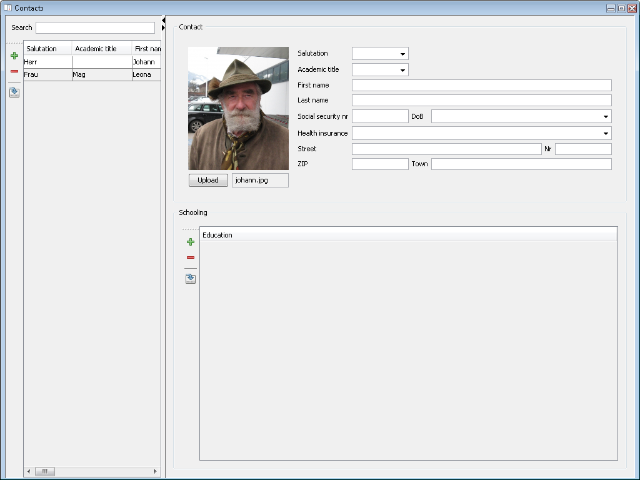 Contacts
Search
Salutation Academic title First nam
Herr Johann
Frau Mag Leona
Contact
Salutation
Academic title
First name
Last name
Social security nr DoB
Health insurance
Street Nr
ZIP Town
Upload johann.jpg
Schooling
Education